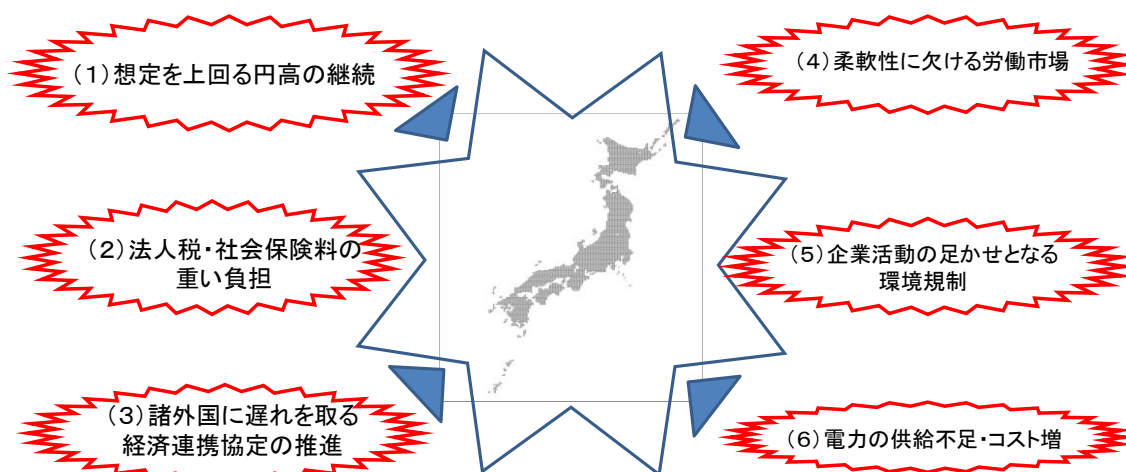 （1）想定を上回る円高の継続
（2）法人税・社会保険料の
重い負担
（3）諸外国に遅れを取る
経済連携協定の推進
（4）柔軟性に欠ける労働市場
（5）企業活動の足かせとなる
環境規制
（6）電力の供給不足・コスト増